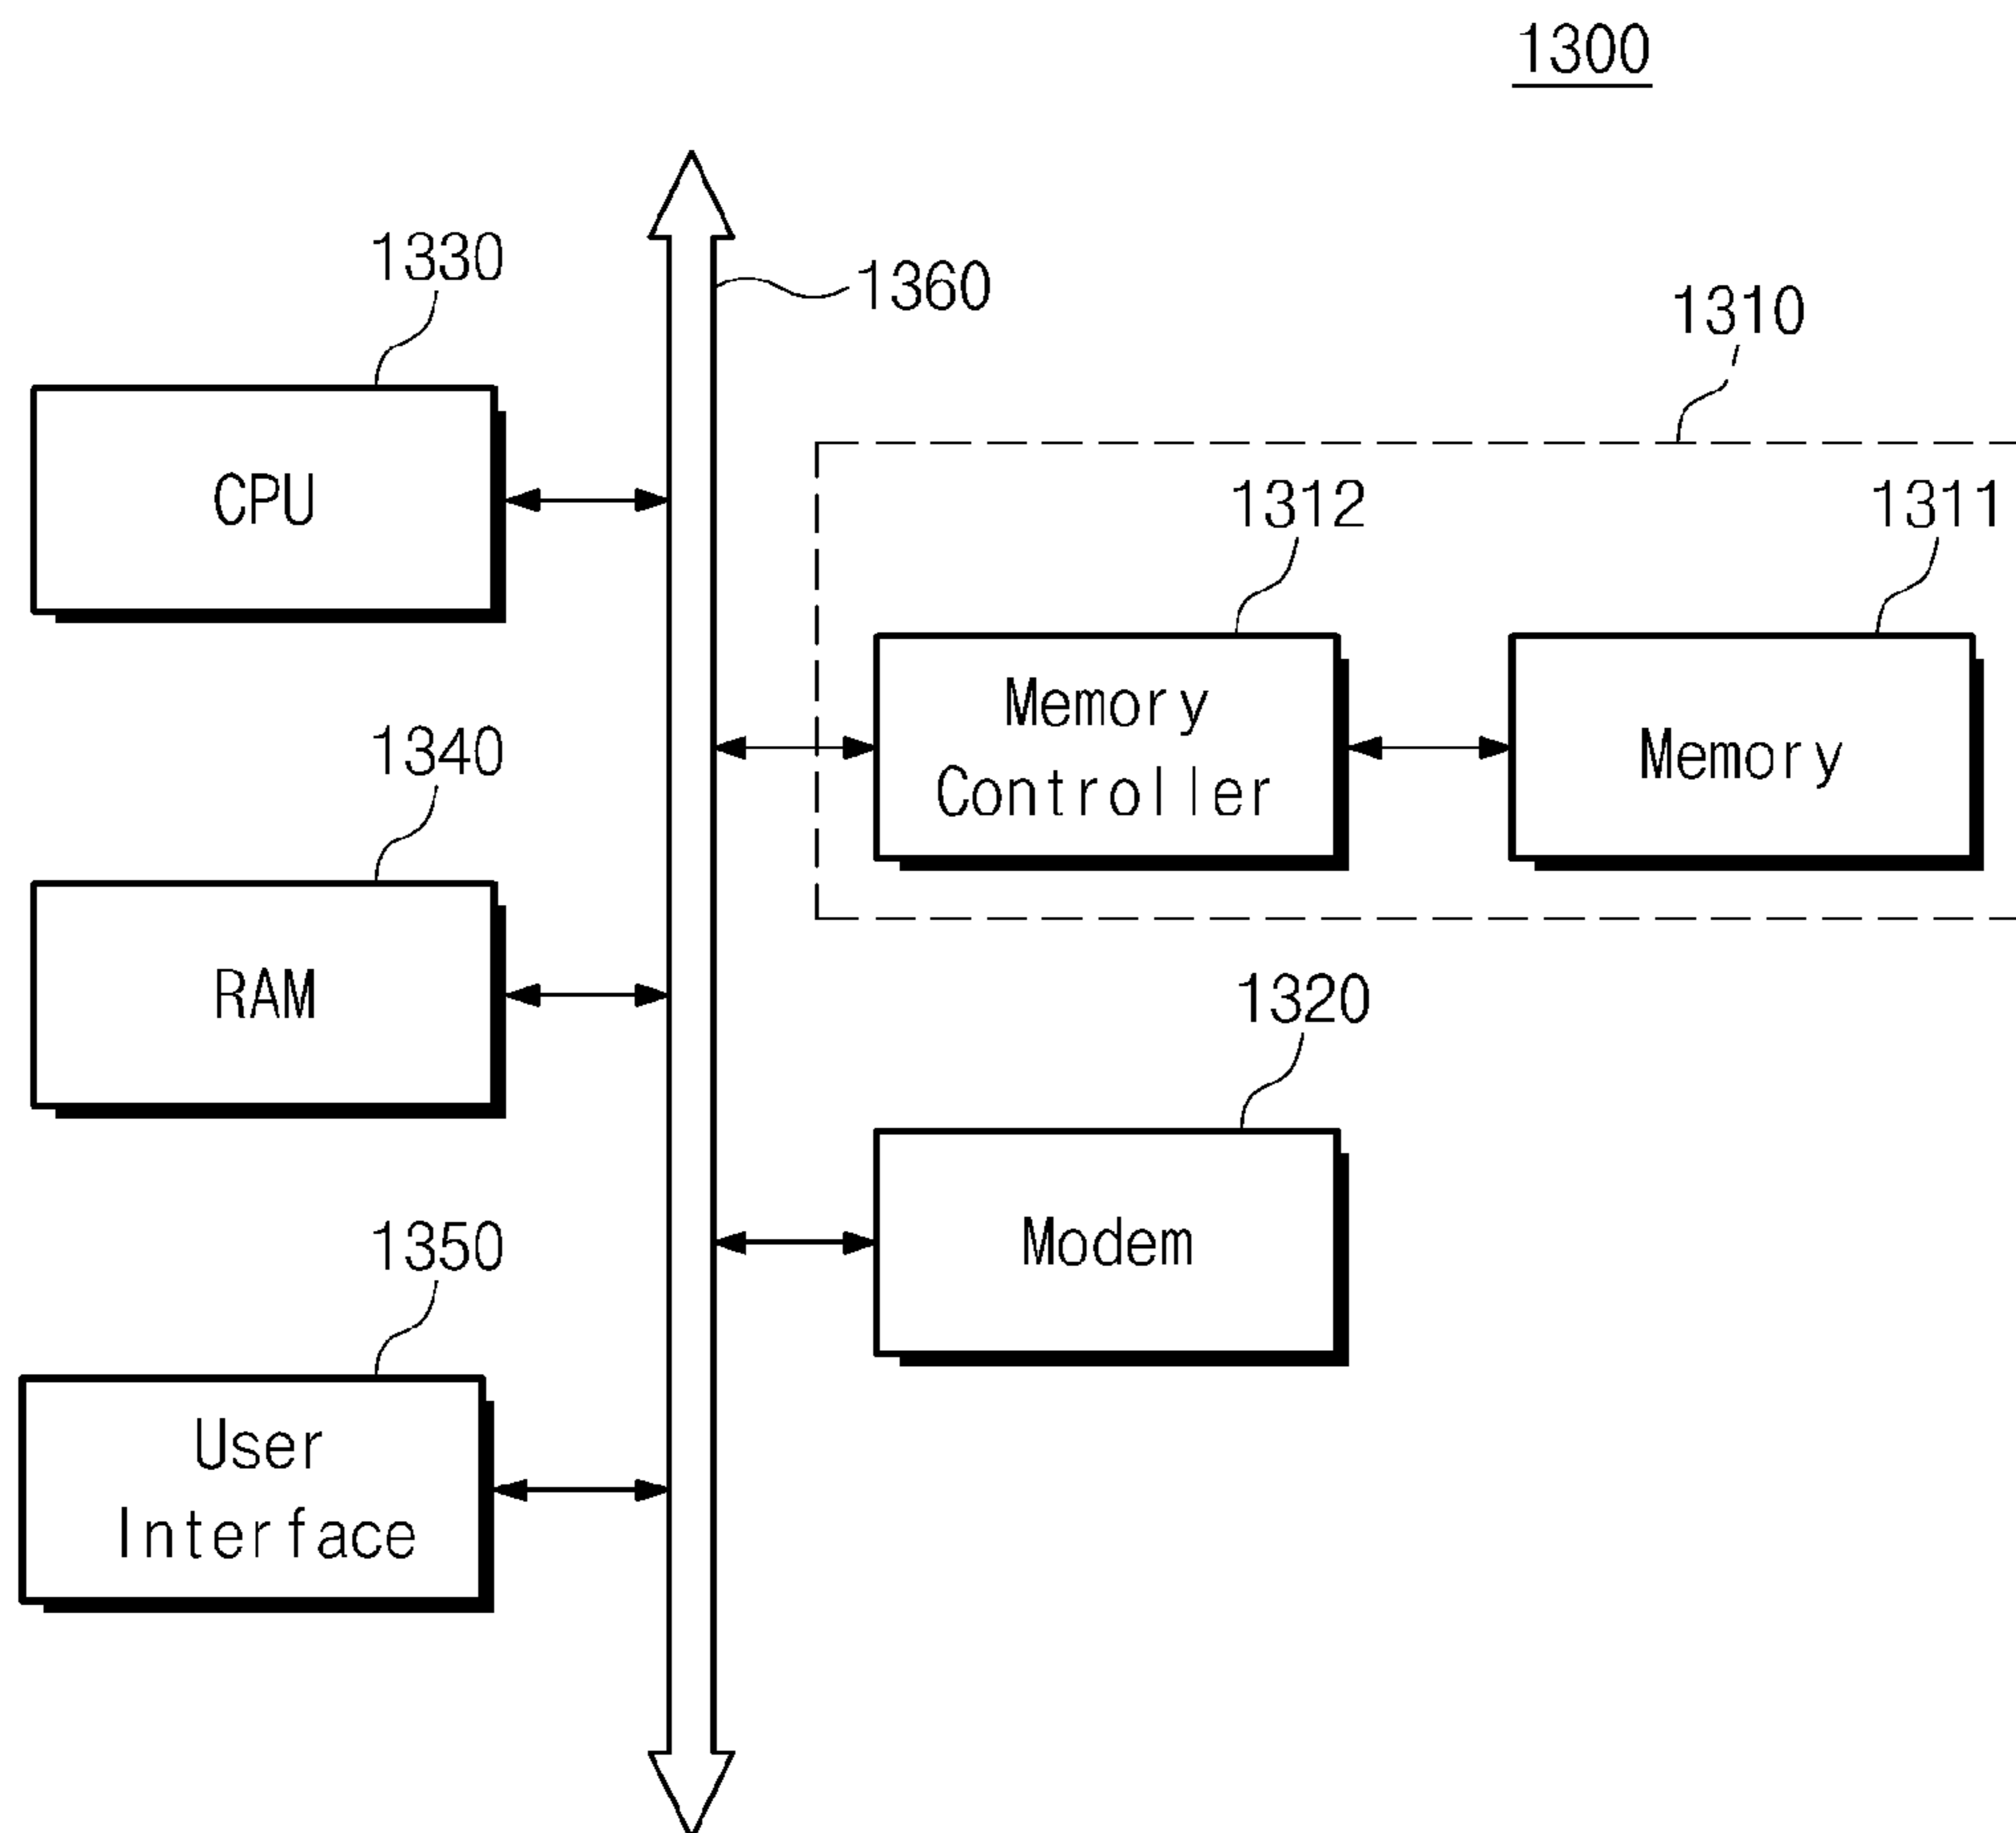 1300
1330
1360
1310
CPU
1312
1311
Memory
Controller
Memory
1340
RAM
1320
Modem
1350
User
Interface